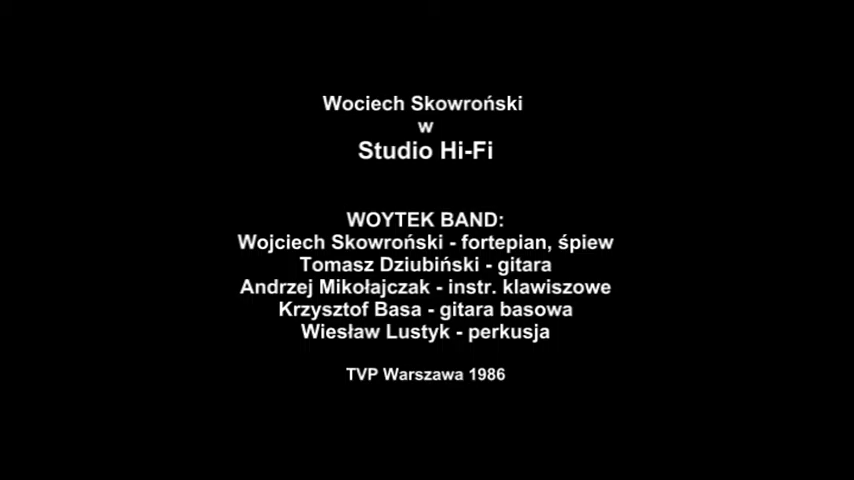 Wociech Skowroński
w
Studio Hi-Fi
WOYTEK BAND:
Wojciech Skowroński - fortepian, śpiew
Tomasz Dziubiński - gitara
Andrzej Mikołajczak - instr. klawiszowe
Krzysztof Basa - gitara basowa
Wiesław Lustyk - perkusja
TVP Warszawa 1986